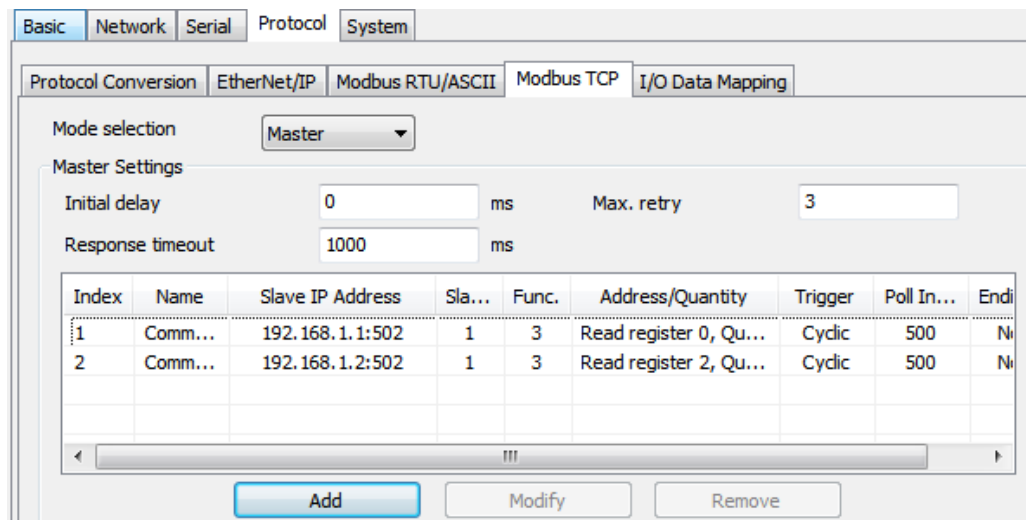 Basic Network Serial Protocol System
Protocol Conversion EtherNet/IP Modbus RTU/ASCII Modbus TCP I/O Data Mapping
Mode selection Master
Master Settings
Initial delay 0 ms Max. retry 3
Response timeout 1000 ms
Index Name Slave IP Address Sla... Func. Address/Quantity Trigger Poll In... Endi
1 Comm... 192.168.1.1:502 1 3 Read register 0, Qu... Cyclic 500
2 Comm... 192.168.1.2:502 1 3 Read register 2, Qu... Cyclic 500
Add Modify Remove